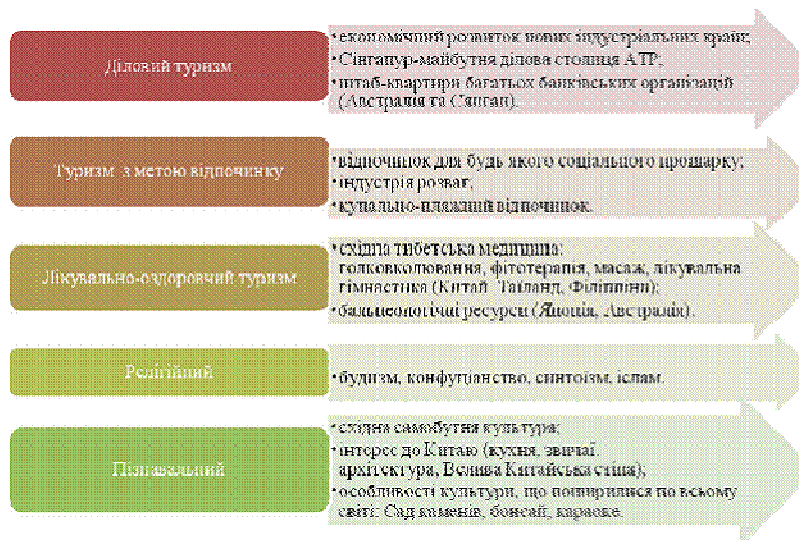 Діловий туризм
•економічний розвиток нових індустріальних країн;
•Сінгапур-майбутня ділова столиця АТР;
•штаб-квартири багатьох банківських організацій
(Австралія та Сянган).
Туризм з метою відпочинку
•відпочинок для будь якого соціального прошарку;
•індустрія розваг;
•купально-пляжний відпочинок.
Лікувально-оздоровчий туризм
•східна тибетська медицина:
голковколювання, фітотерапія, масаж, лікувальна
гімнастика (Китай, Таїланд, Філіппіни);
•бальнеологічні ресурси (Японія, Австралія).
Релігійний
•будизм, конфуціанство, синтоїзм, іслам.
Пізнавальний
•східна самобутня культура;
•інтерес до Китаю (кухня, звичаї,
архітектура, Велика Китайська стіна);
•особливості культури, що поширилися по всьому
світі: Сад каменів, бонсай, караоке.